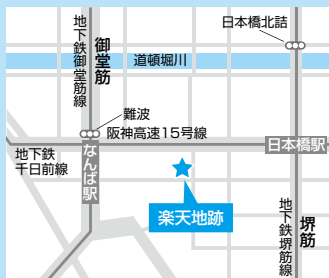 日本橋北詰
地下鉄御堂筋線
御堂筋
道頓堀川
難波
阪神高速15号線
地下鉄
千日前線
なんば駅
日本橋駅
楽天地跡
地下鉄堺筋線
堺筋